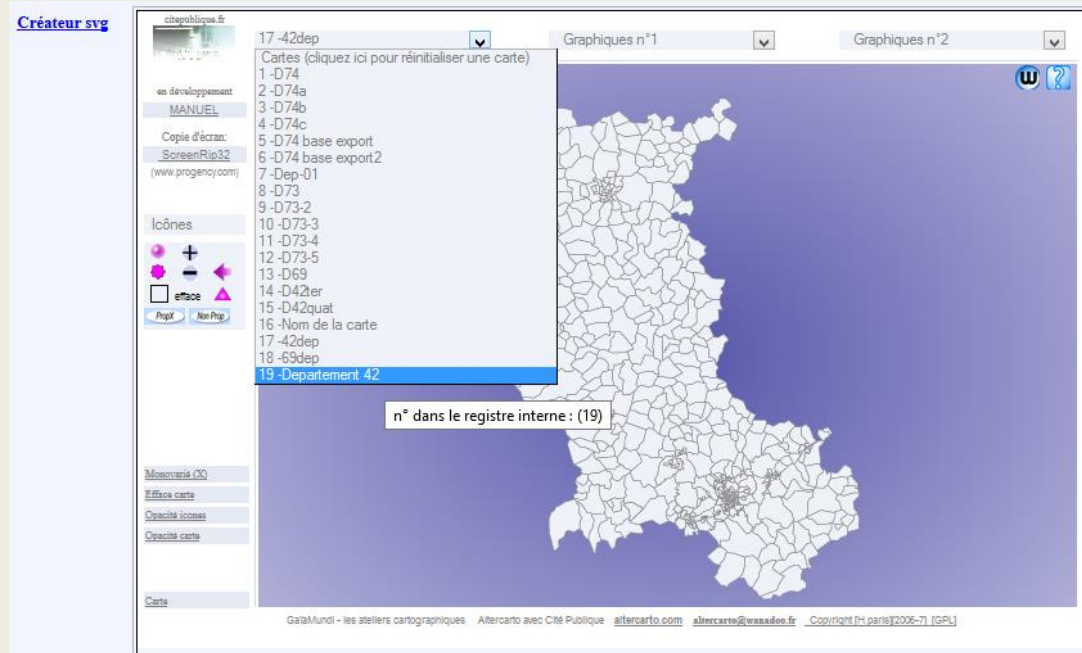 Créateur svg
citepublique.fr
en développement
MANUEL
Copie d'écran:
ScreenRip32
(www.progency.com)
Icônes
efface
PropX Non Prop
Monovarié (X)
Efface carte
Opacité icones
Opacité carte
Carte
17 -42dep
Graphiques n°1
Graphiques n°2
Cartes (cliquez ici pour réinitialiser une carte)
1 -D74
2 -D74a
3 -D74b
4 -D74c
5 -D74 base export
6 -D74 base export2
7 -Dep-01
8 -D73
9 -D73-2
10 -D73-3
11 -D73-4
12 -D73-5
13 -D69
14 -D42ter
15 -D42quat
16 -Nom de la carte
17 -42dep
18 -69dep
19 -Departement 42
n° dans le registre interne : (19)
W ?
GaïaMundi - les ateliers cartographiques Altercarto avec Cité Publique altercarto.com altercarto@wanadoo.fr Copyright [H.paris][2006-7] [GPL]